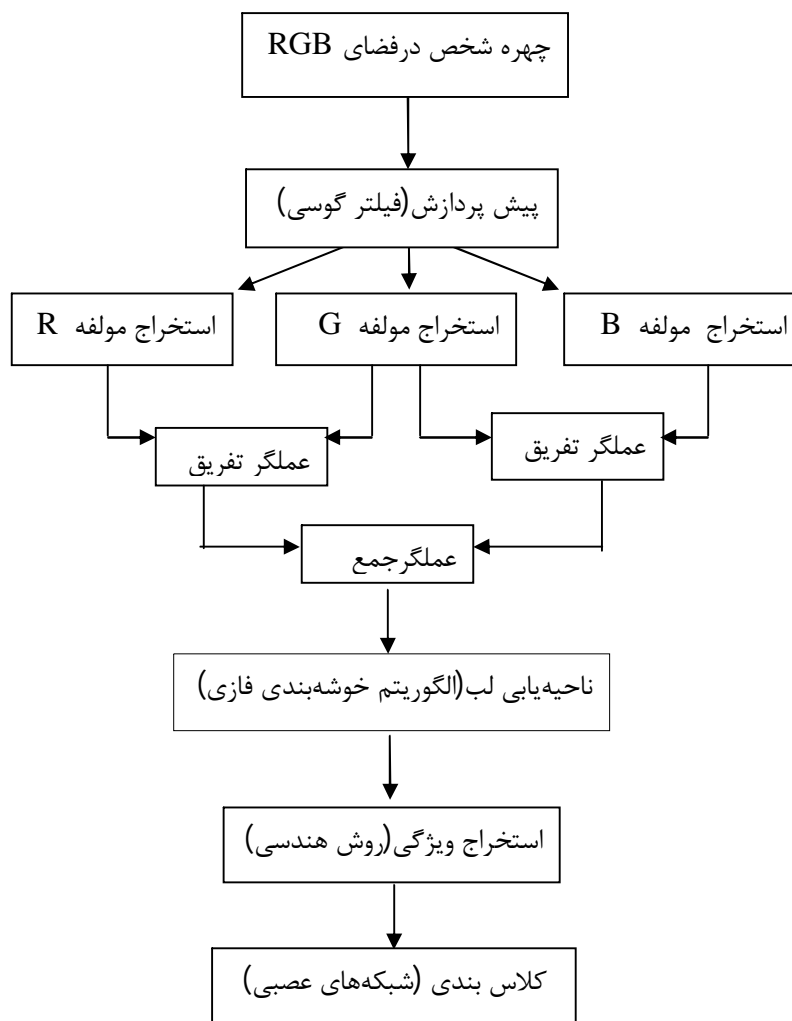 چهره شخص درفضای RGB
پیش پردازش(فیلتر گوسی)
استخراج مولفه R
استخراج مولفه G
استخراج مولفه B
عملگر تفریق
عملگر تفریق
عملگرجمع
ناحیه‌یابی لب(الگوریتم خوشه‌بندی فازی)
استخراج ویژگی(روش هندسی)
کلاس بندی (شبکه‌های عصبی)